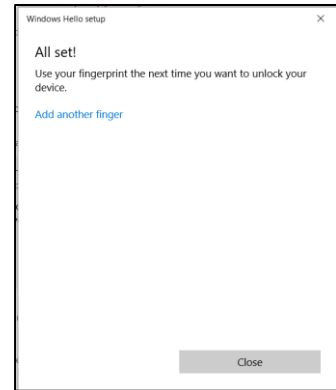 Windows Hello setup
All set!
Use your fingerprint the next time you want to unlock your
device.
Add another finger
Close